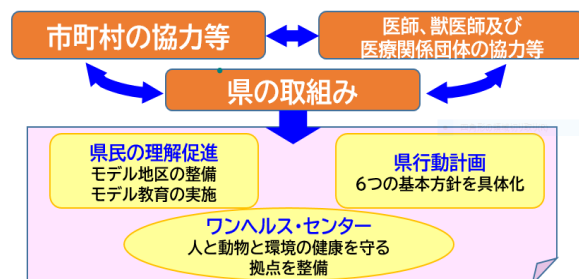 市町村の協力等
医師、獣医師及び
医療関係団体の協力等
県の取組み
県民の理解促進
モデル地区の整備
モデル教育の実施
県行動計画
6つの基本方針を具体化
ワンヘルス・センター
人と動物と環境の健康を守る
拠点を整備